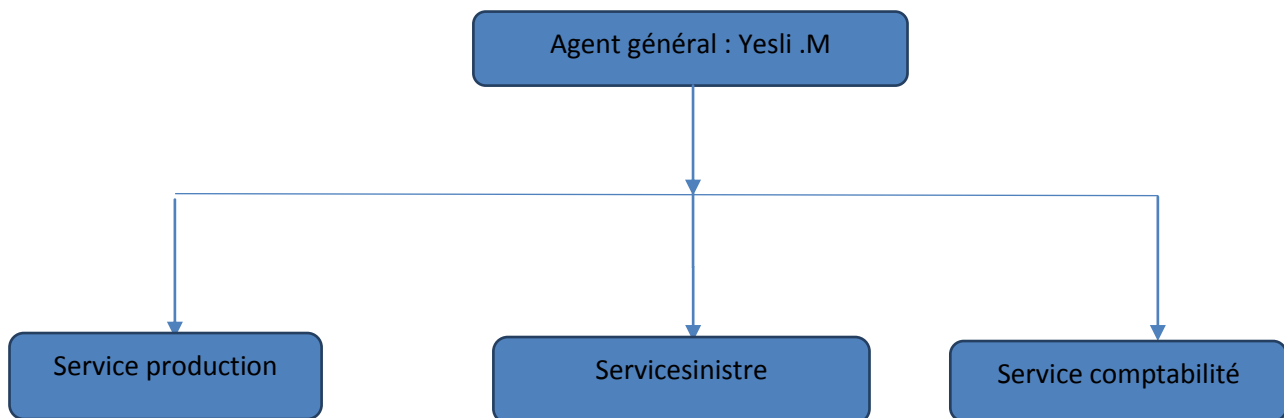 Agent général : Yesli .M
Service production
Servicesinistre
Service comptabilité